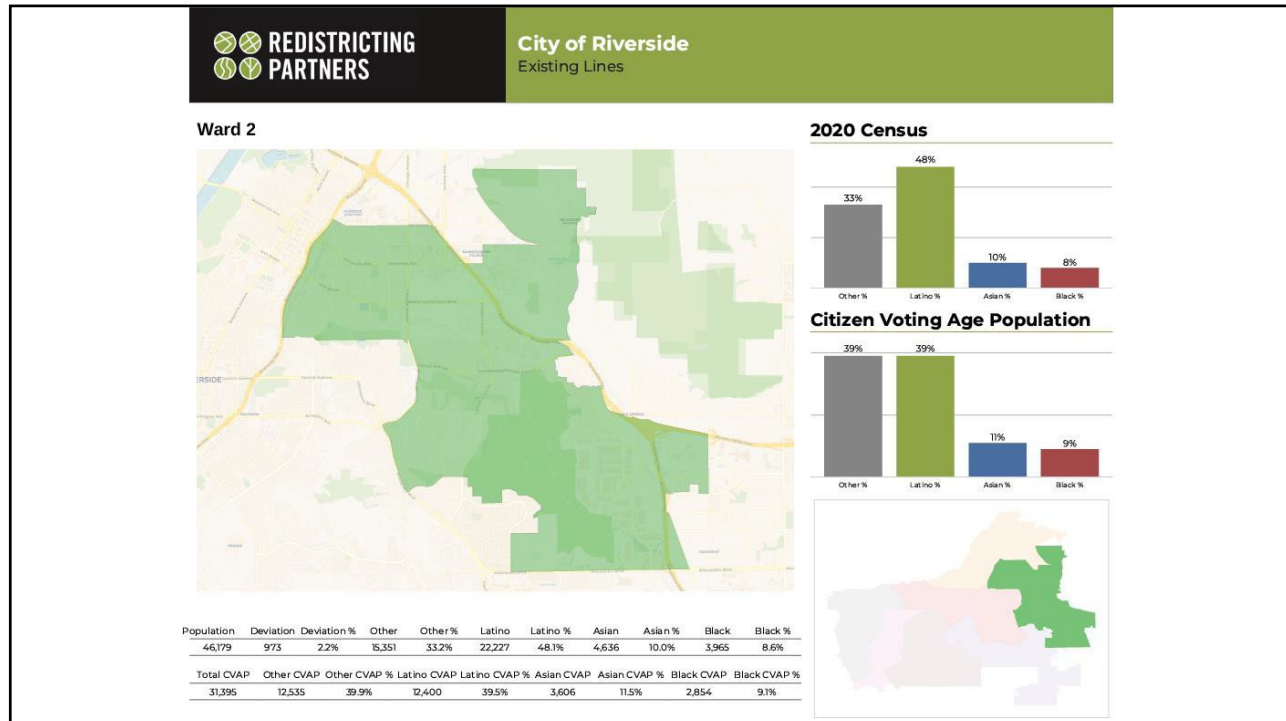 REDISTRICTING
PARTNERS
City of Riverside
Existing Lines
Ward 2
2020 Census
48%
33%
10%
8%
Other %
Latino %
Asian %
Black %
Citizen Voting Age Population
39%
39%
11%
9%
Other %
Latino %
Asian %
Black %
ERSIDE
Population Deviation Deviation % Other Other % Latino Latino % Asian Asian % Black Black %
46,179 973 2.2% 15,351 33.2% 22,227 48.1% 4,636 10.0% 3,965 8.6%
Total CVAP Other CVAP Other CVAP % Latino CVAP Latino CVAP % Asian CVAP Asian CVAP % Black CVAP Black CVAP %
31,395 12,535 39.9% 12,400 39.5% 3,606 11.5% 2,854 9.1%